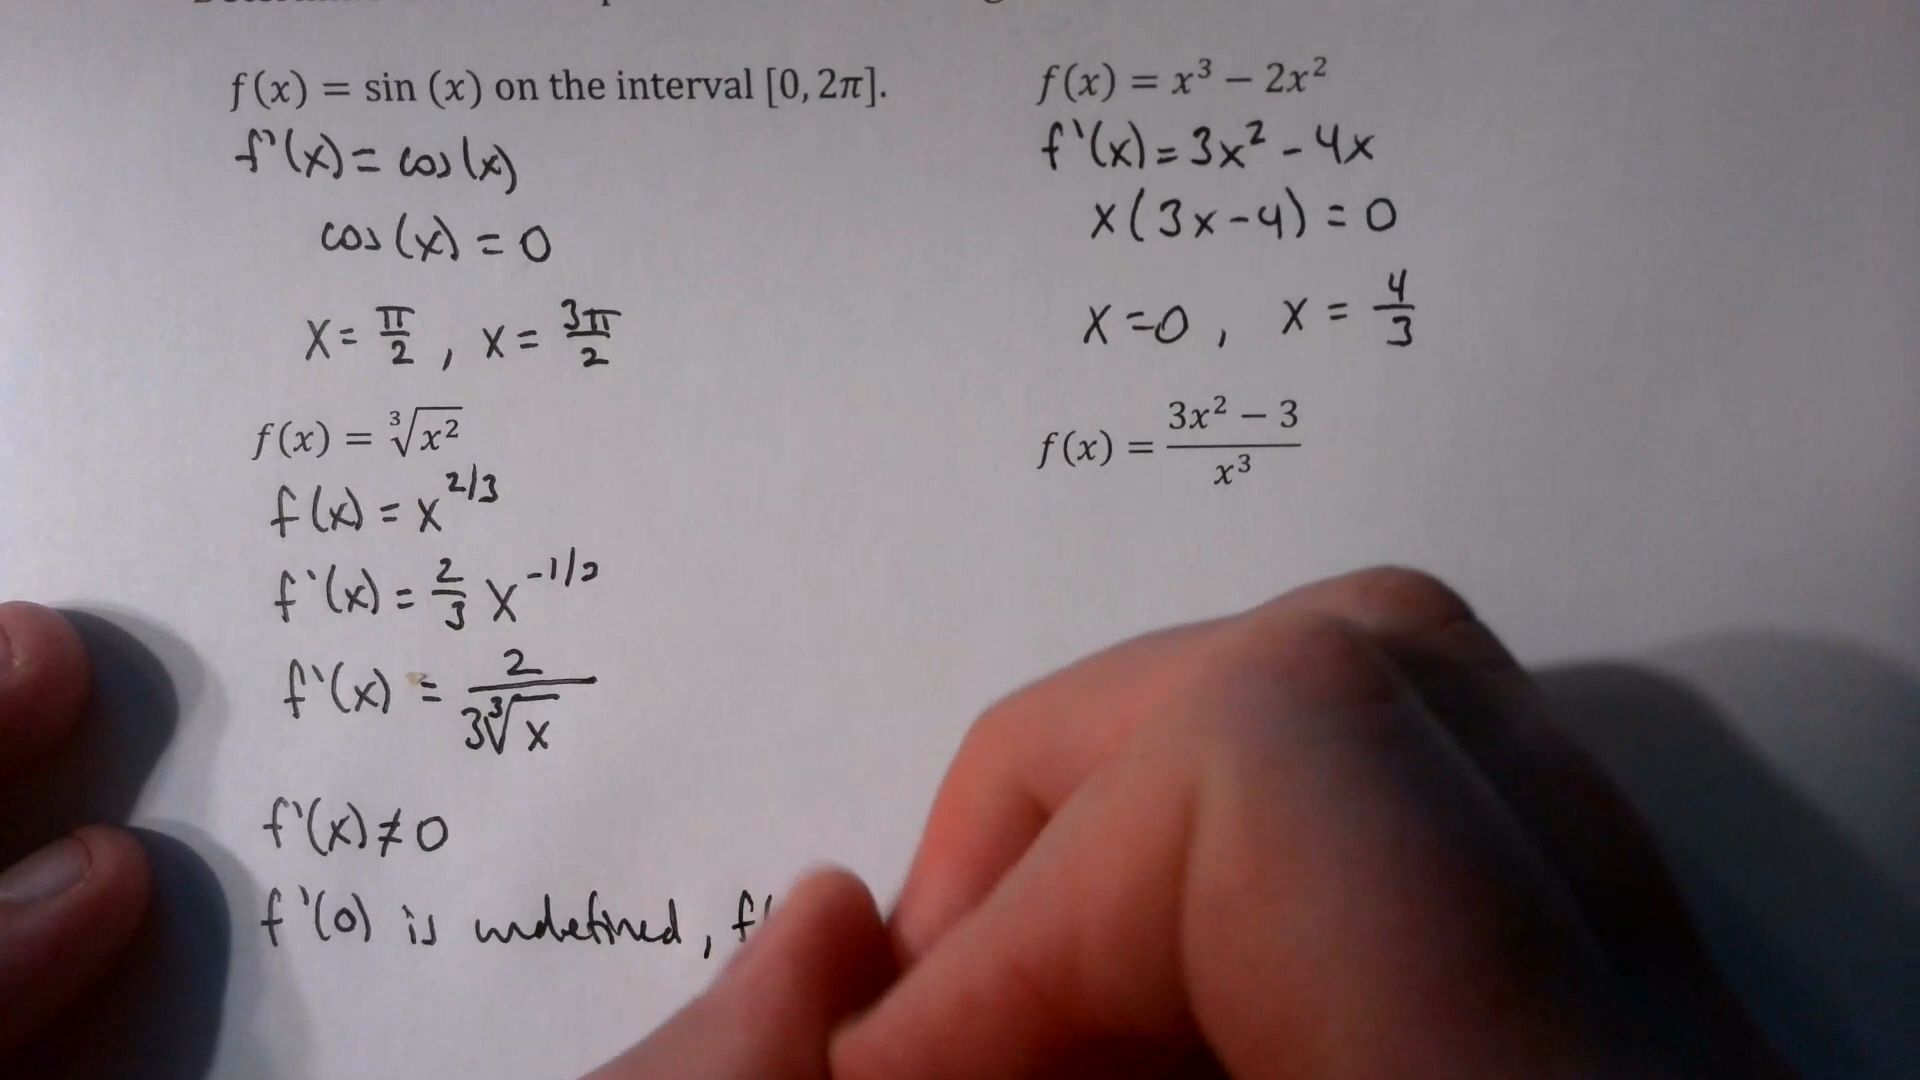 f(x) = sin (x) on the interval [0, 2π].
f'(x) = cos(x)
cos(x) = 0
x = π/2 , x = 3π/2
f(x) = ∛x²
f(x) = x^2/3
f'(x) = 2/3 x^-1/3
f'(x) = 2/(3∛x)
f'(x) ≠ 0
f'(0) is undefined, f(
f(x) = x³ − 2x²
f'(x) = 3x² - 4x
x(3x-4) = 0
x = 0 , x = 4/3
f(x) = (3x² − 3)/x³